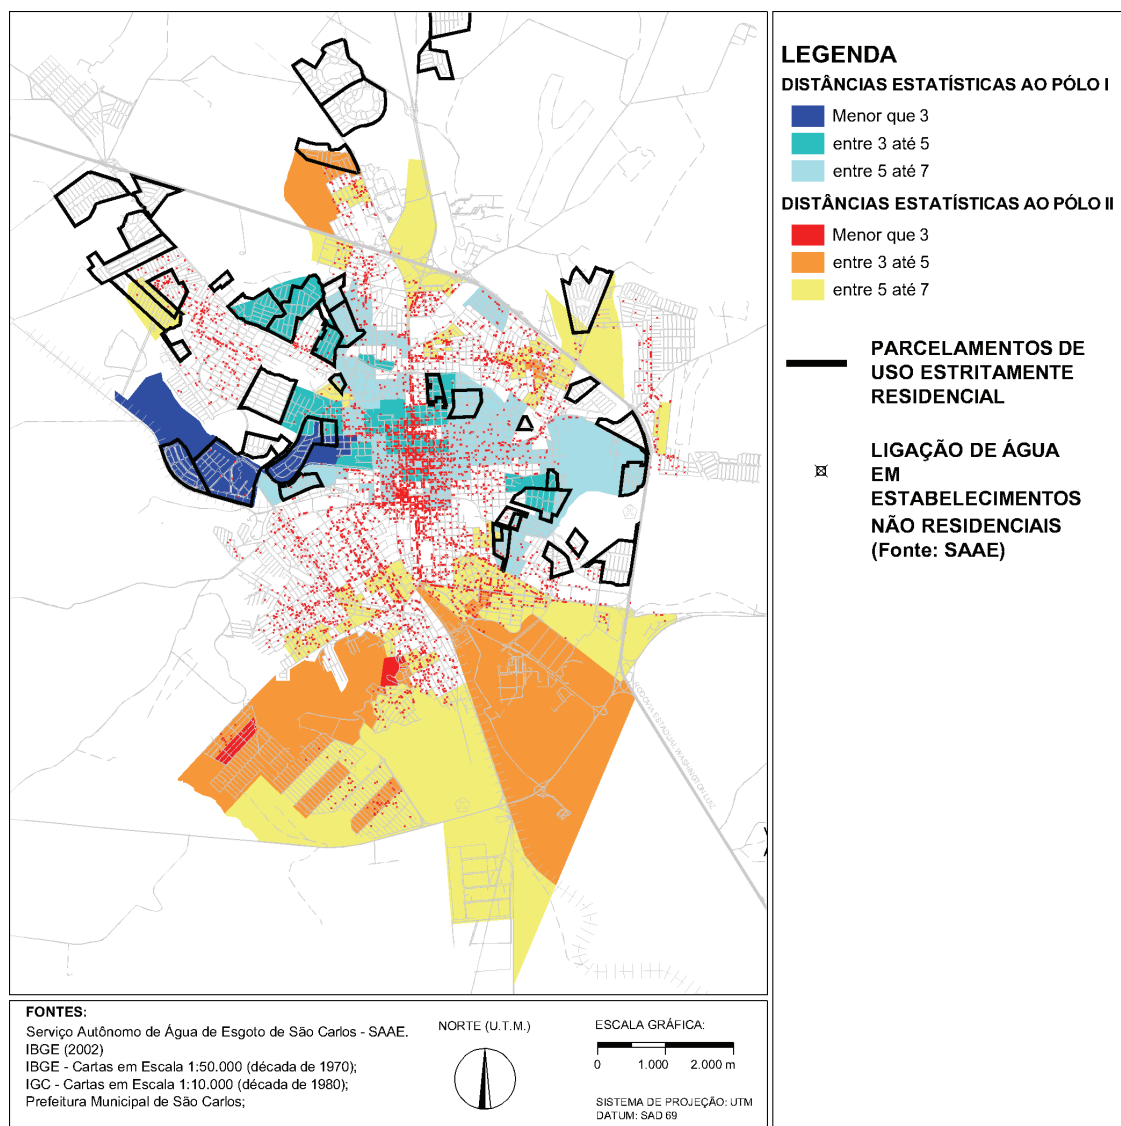 LEGENDA
DISTÂNCIAS ESTATÍSTICAS AO PÓLO I
Menor que 3
entre 3 até 5
entre 5 até 7
DISTÂNCIAS ESTATÍSTICAS AO PÓLO II
Menor que 3
entre 3 até 5
entre 5 até 7
PARCELAMENTOS DE
USO ESTRITAMENTE
RESIDENCIAL
LIGAÇÃO DE ÁGUA
EM
ESTABELECIMENTOS
NÃO RESIDENCIAIS
(Fonte: SAAE)
RODOVIA ESTADUAL WASHINGTON LUIZ
FONTES:
Serviço Autônomo de Água de Esgoto de São Carlos - SAAE.
IBGE (2002)
IBGE - Cartas em Escala 1:50.000 (década de 1970);
IGC - Cartas em Escala 1:10.000 (década de 1980);
Prefeitura Municipal de São Carlos;
NORTE (U.T.M.)
ESCALA GRÁFICA:
0 1.000 2.000 m
SISTEMA DE PROJEÇÃO: UTM
DATUM: SAD 69